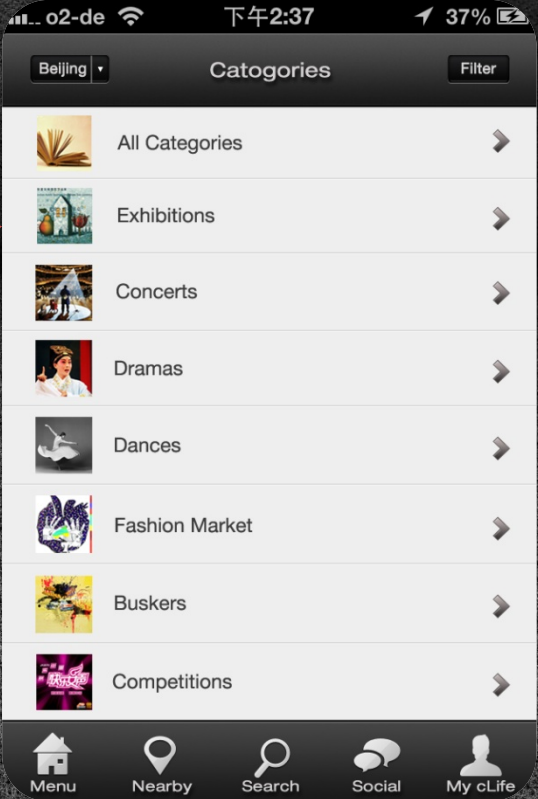 o2-de 下午2:37 37%
Beijing Catogories Filter
All Categories
Exhibitions
Concerts
Dramas
Dances
Fashion Market
Buskers
Competitions
Menu Nearby Search Social My cLife